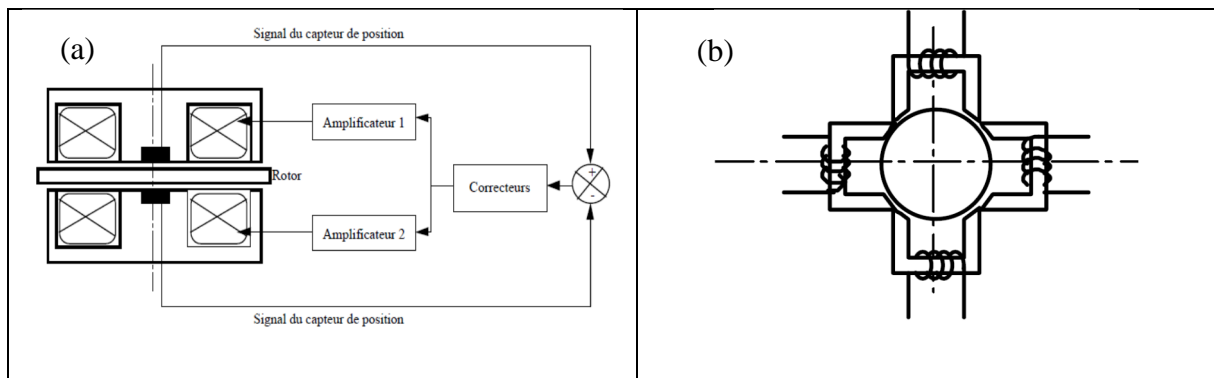 (a)
Signal du capteur de position
Amplificateur 1
Rotor
Correcteurs
+
-
Amplificateur 2
Signal du capteur de position
(b)